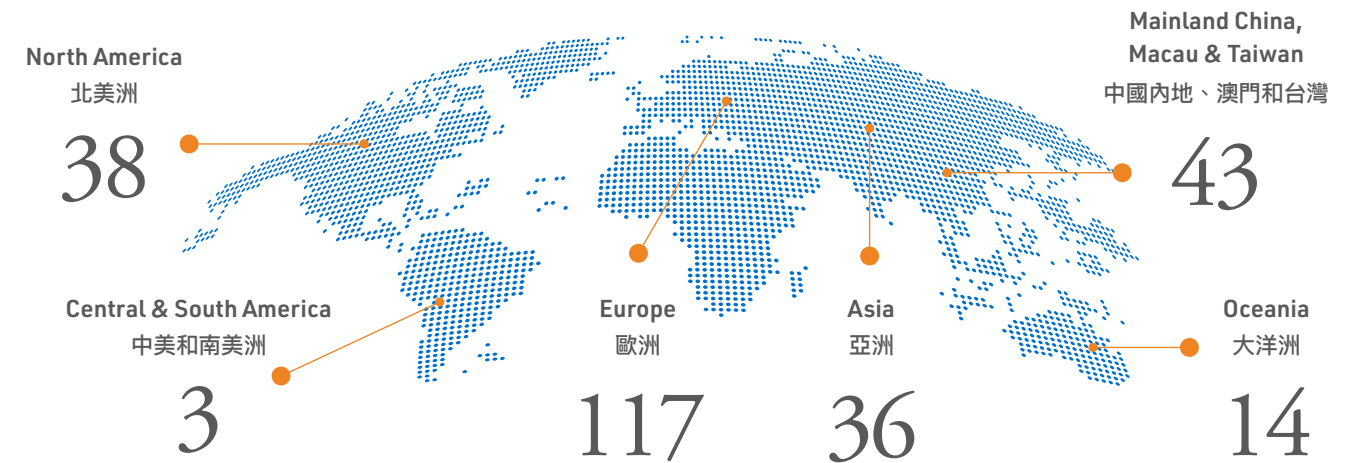 North America
北美洲
38
Mainland China,
Macau & Taiwan
中國內地、澳門和台灣
43
Central & South America
中美和南美洲
3
Europe
歐洲
117
Asia
亞洲
36
Oceania
大洋洲
14